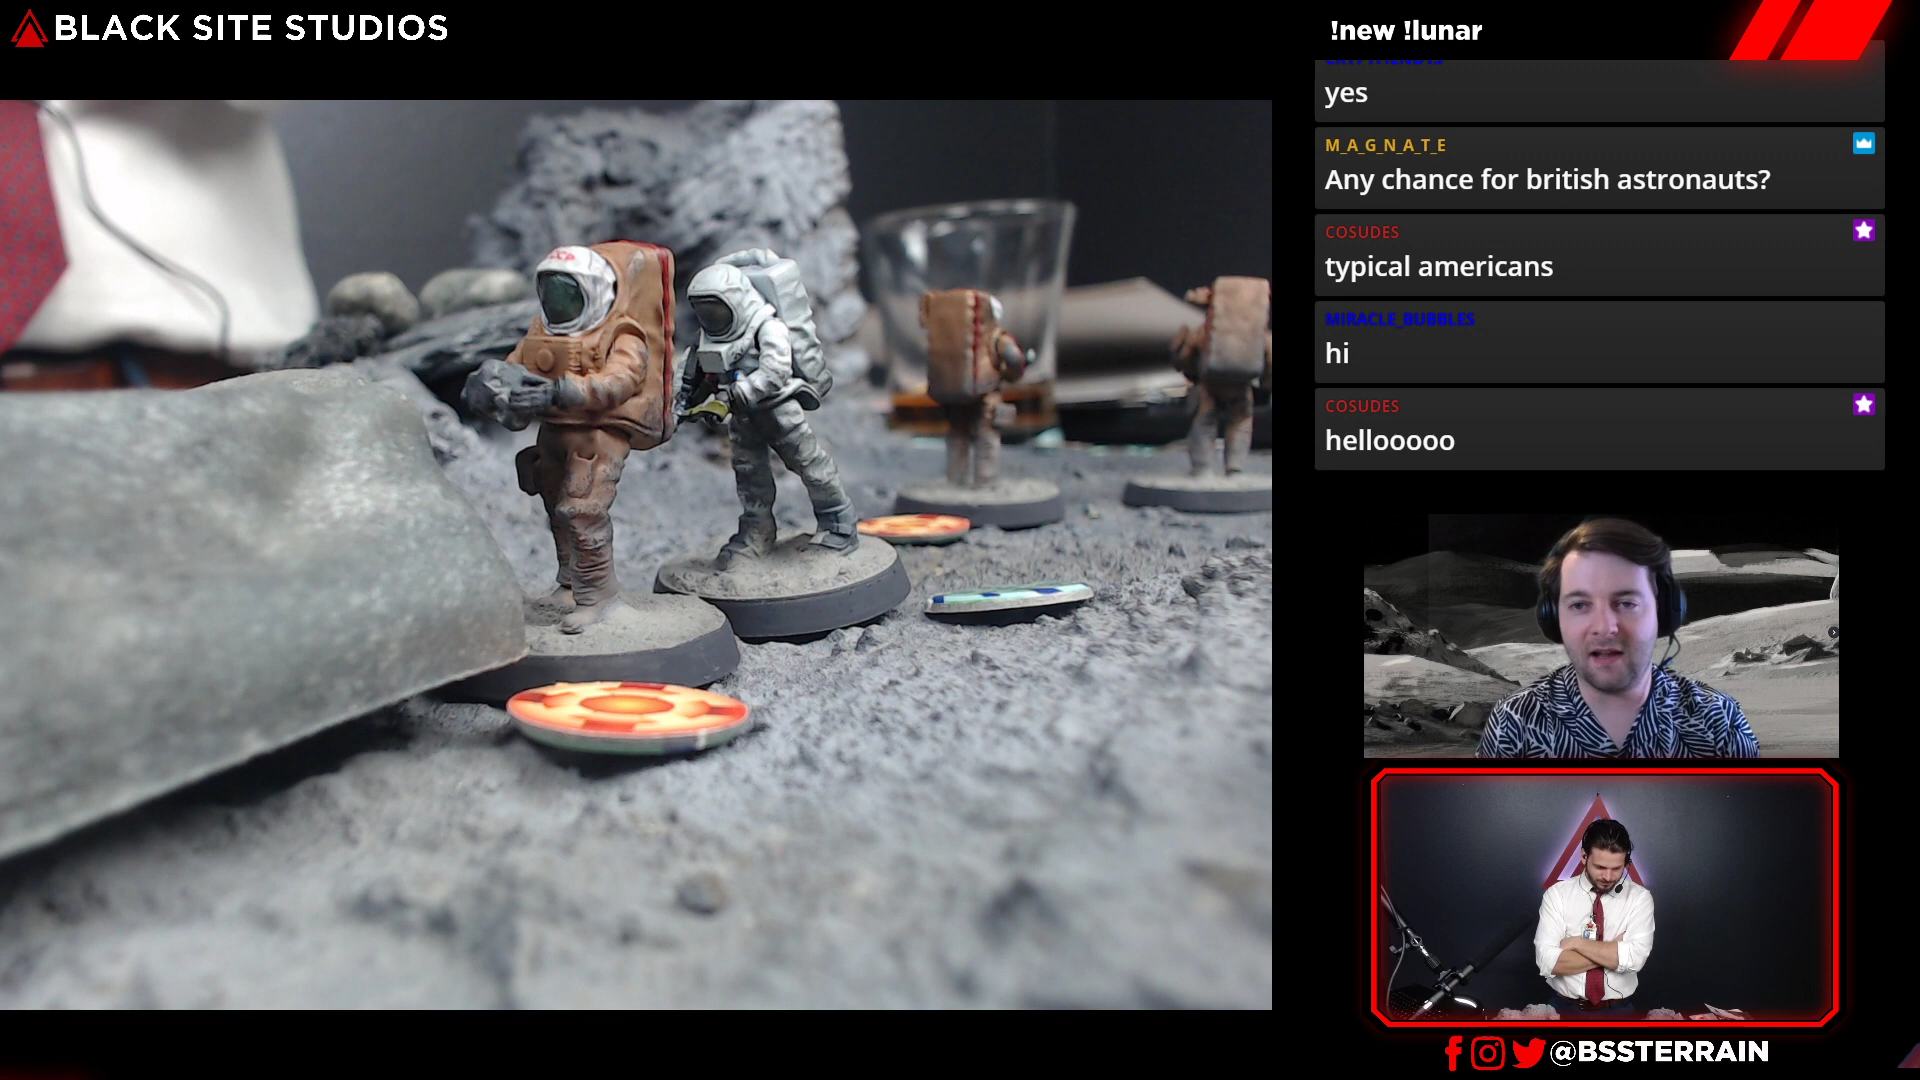 BLACK SITE STUDIOS
!new !lunar
yes
M_A_G_N_A_T_E
Any chance for british astronauts?
COSUDES
typical americans
MIRACLE_BUBBLES
hi
COSUDES
hellooooo
@BSSTERRAIN